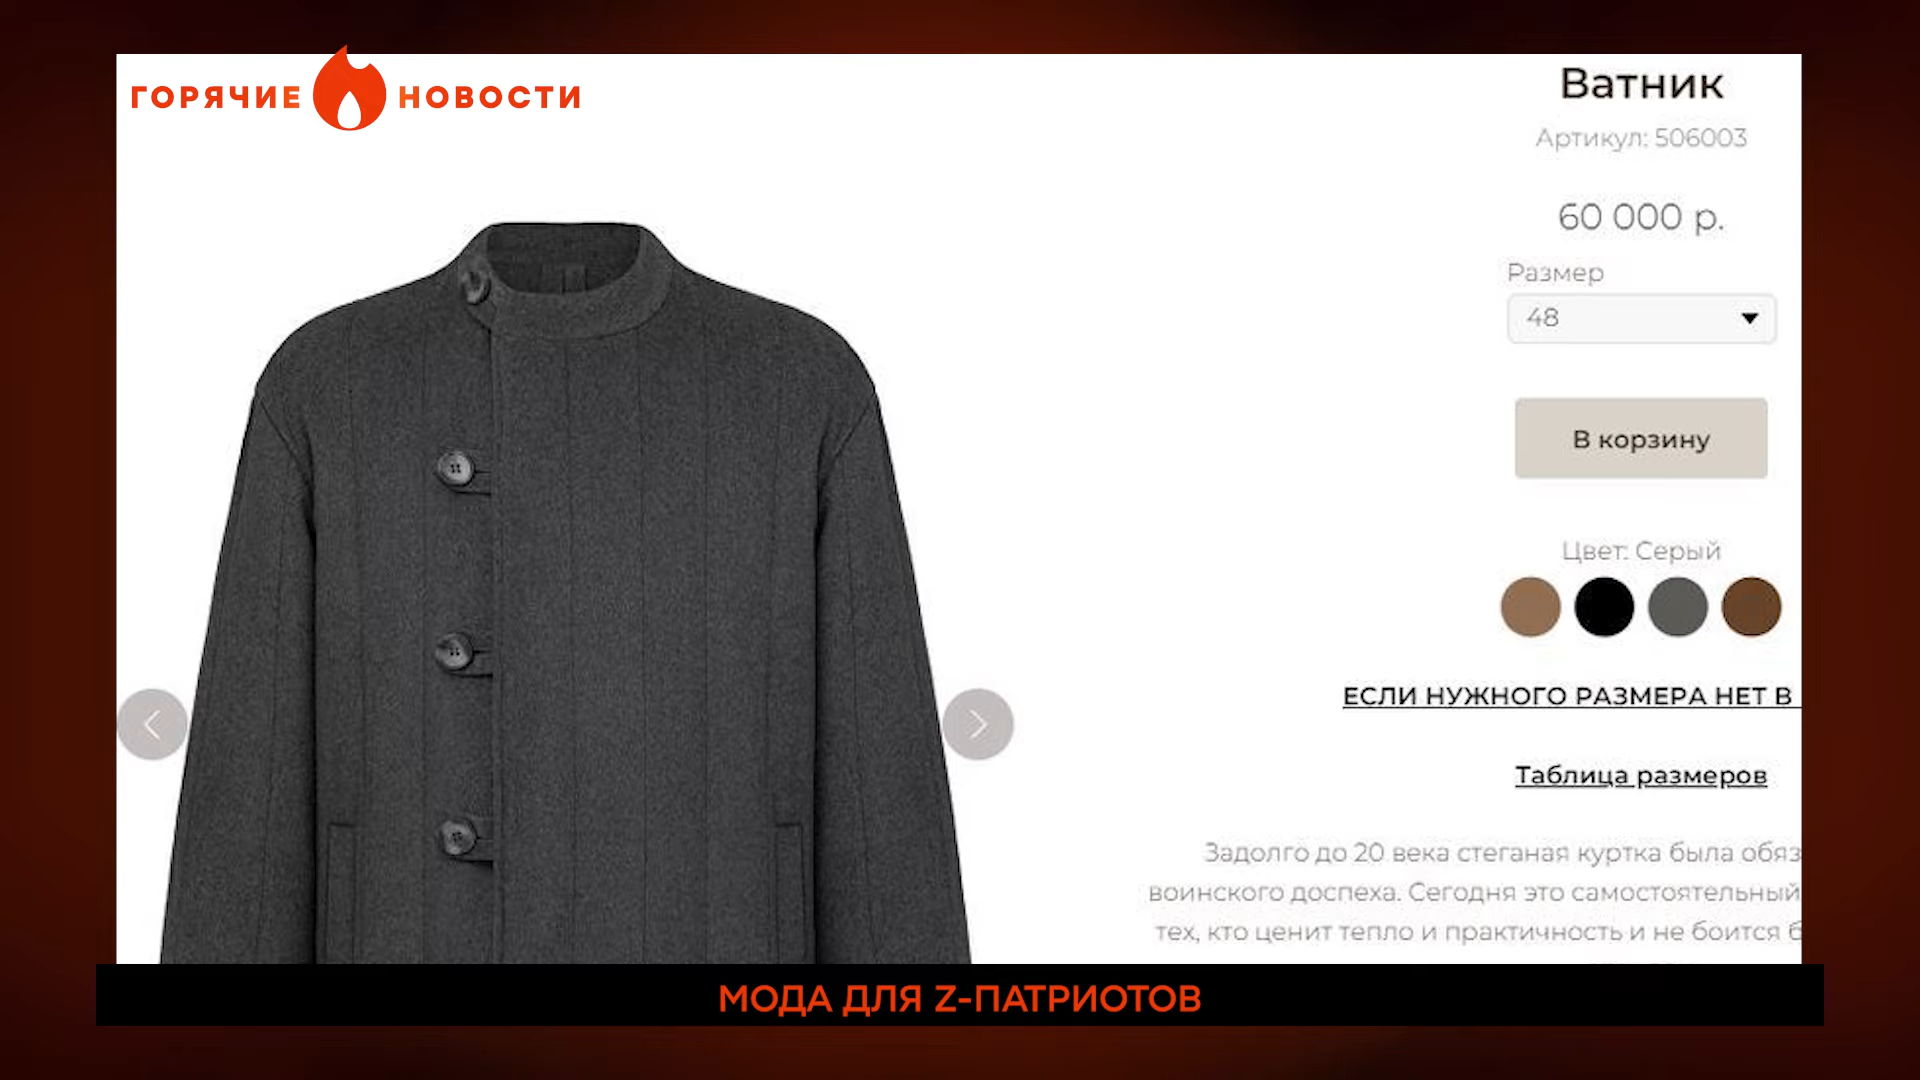 ГОРЯЧИЕ НОВОСТИ
Ватник
Артикул: 506003
60 000 р.
Размер
48
В корзину
Цвет: Серый
ЕСЛИ НУЖНОГО РАЗМЕРА НЕТ В
Таблица размеров
Задолго до 20 века стеганая куртка была обяз
воинского доспеха. Сегодня это самостоятельный
тех, кто ценит тепло и практичность и не боится б
МОДА ДЛЯ Z-ПАТРИОТОВ